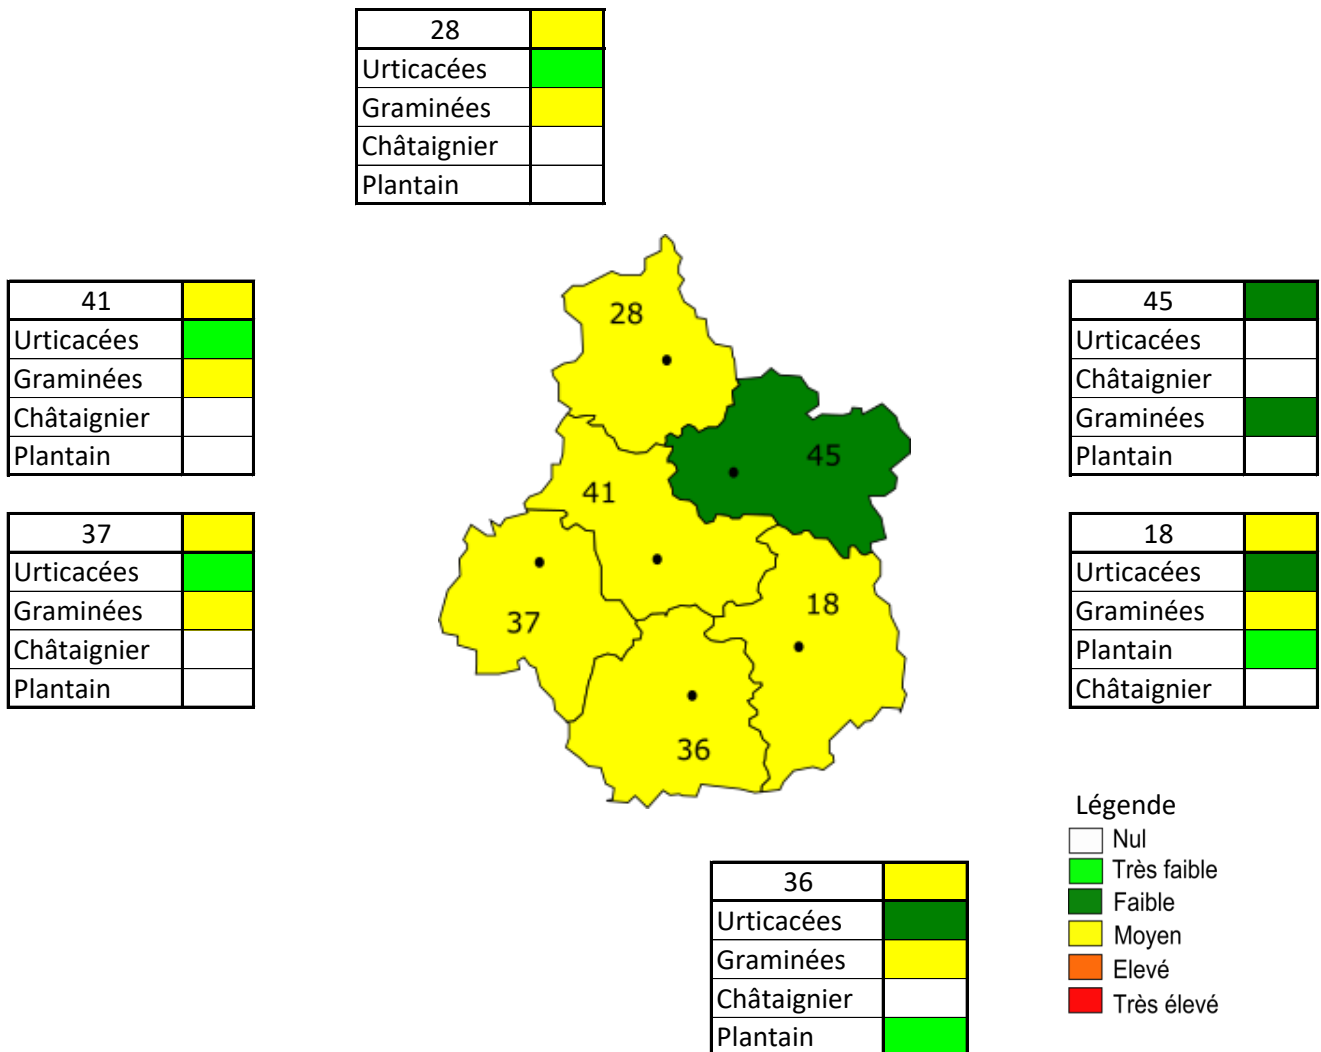 28
Urticacées
Graminées
Châtaignier
Plantain
41
Urticacées
Graminées
Châtaignier
Plantain
37
Urticacées
Graminées
Châtaignier
Plantain
28
45
41
37
18
36
45
Urticacées
Châtaignier
Graminées
Plantain
18
Urticacées
Graminées
Plantain
Châtaignier
36
Urticacées
Graminées
Châtaignier
Plantain
Légende
Nul
Très faible
Faible
Moyen
Elevé
Très élevé